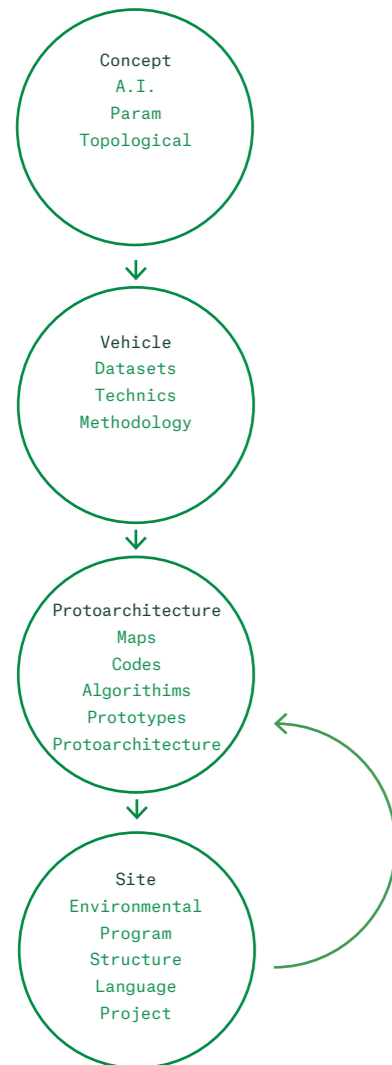 Concept
A.I.
Param
Topological
Vehicle
Datasets
Technics
Methodology
Protoarchitecture
Maps
Codes
Algorithims
Prototypes
Protoarchitecture
Site
Environmental
Program
Structure
Language
Project